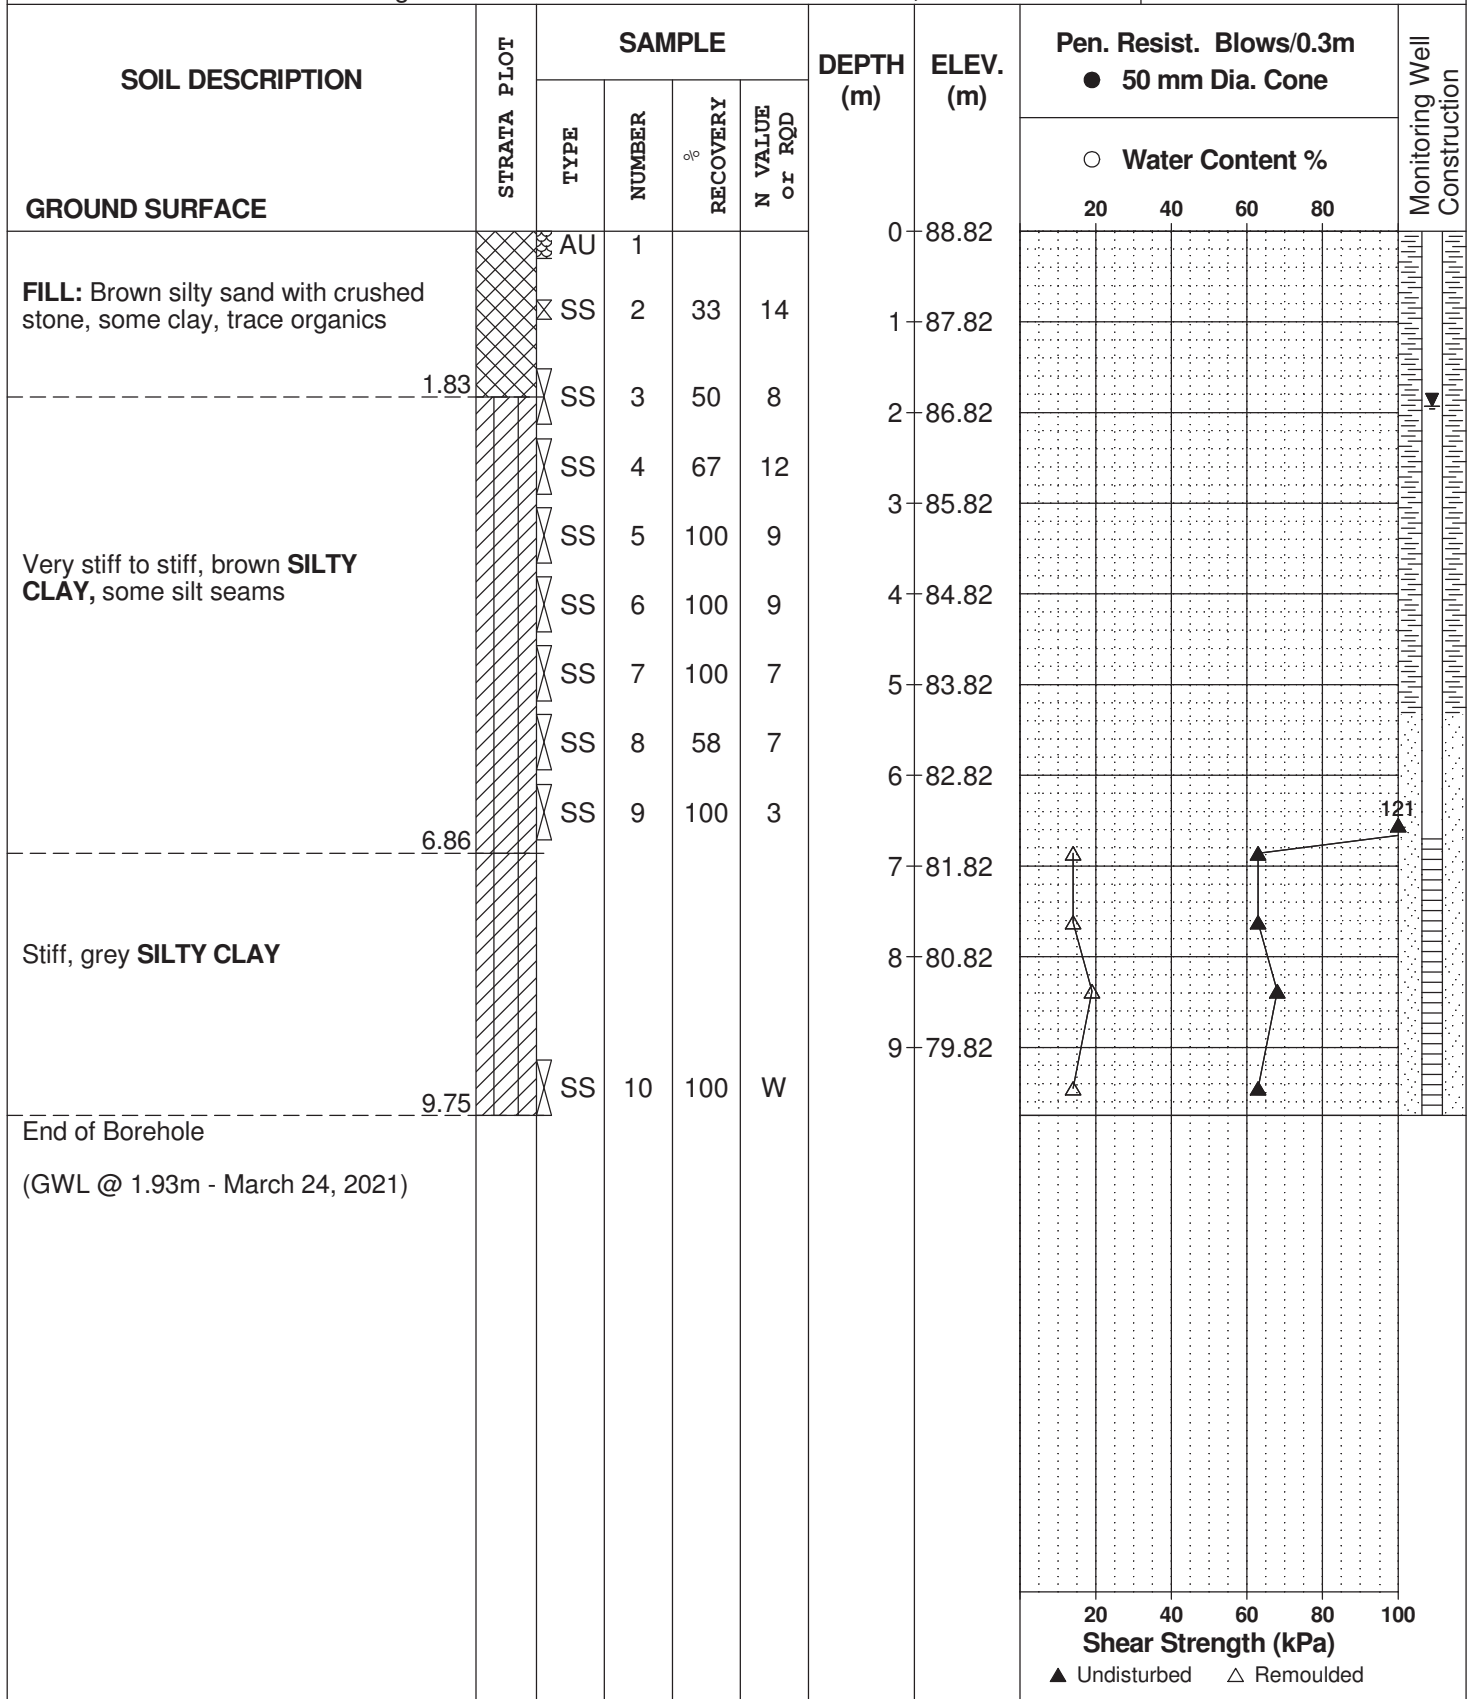 SOIL DESCRIPTION
GROUND SURFACE
STRATA PLOT
SAMPLE
TYPE
NUMBER
%
RECOVERY
N VALUE
or RQD
DEPTH
(m)
ELEV.
(m)
Pen. Resist. Blows/0.3m
● 50 mm Dia. Cone
○ Water Content %
20 40 60 80
Monitoring Well
Construction
0 88.82
AU 1
FILL: Brown silty sand with crushed
stone, some clay, trace organics
SS 2 33 14
1 87.82
1.83
SS 3 50 8
2 86.82
SS 4 67 12
3 85.82
SS 5 100 9
Very stiff to stiff, brown SILTY
CLAY, some silt seams
4 84.82
SS 6 100 9
SS 7 100 7
5 83.82
SS 8 58 7
6 82.82
SS 9 100 3
121
6.86
7 81.82
Stiff, grey SILTY CLAY
8 80.82
9 79.82
SS 10 100 W
9.75
End of Borehole
(GWL @ 1.93m - March 24, 2021)
20 40 60 80 100
Shear Strength (kPa)
▲ Undisturbed △ Remoulded